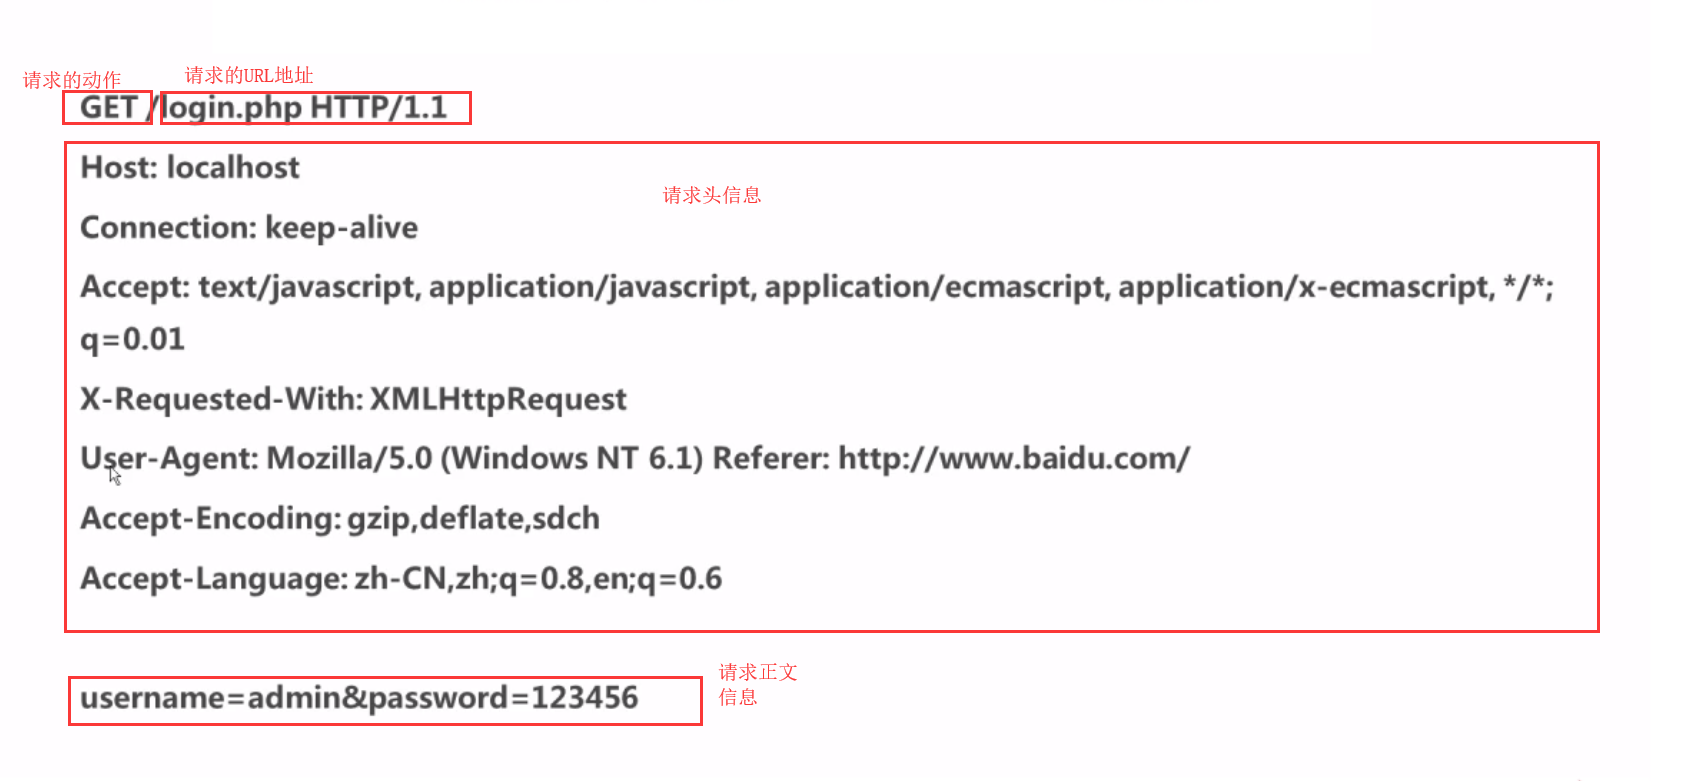 请求的动作
请求的URL地址
GET /login.php HTTP/1.1
Host: localhost
请求头信息
Connection: keep-alive
Accept: text/javascript, application/javascript, application/ecmascript, application/x-ecmascript, */*;
q=0.01
X-Requested-With: XMLHttpRequest
User-Agent: Mozilla/5.0 (Windows NT 6.1) Referer: http://www.baidu.com/
Accept-Encoding: gzip,deflate,sdch
Accept-Language: zh-CN,zh;q=0.8,en;q=0.6
请求正文
信息
username=admin&password=123456